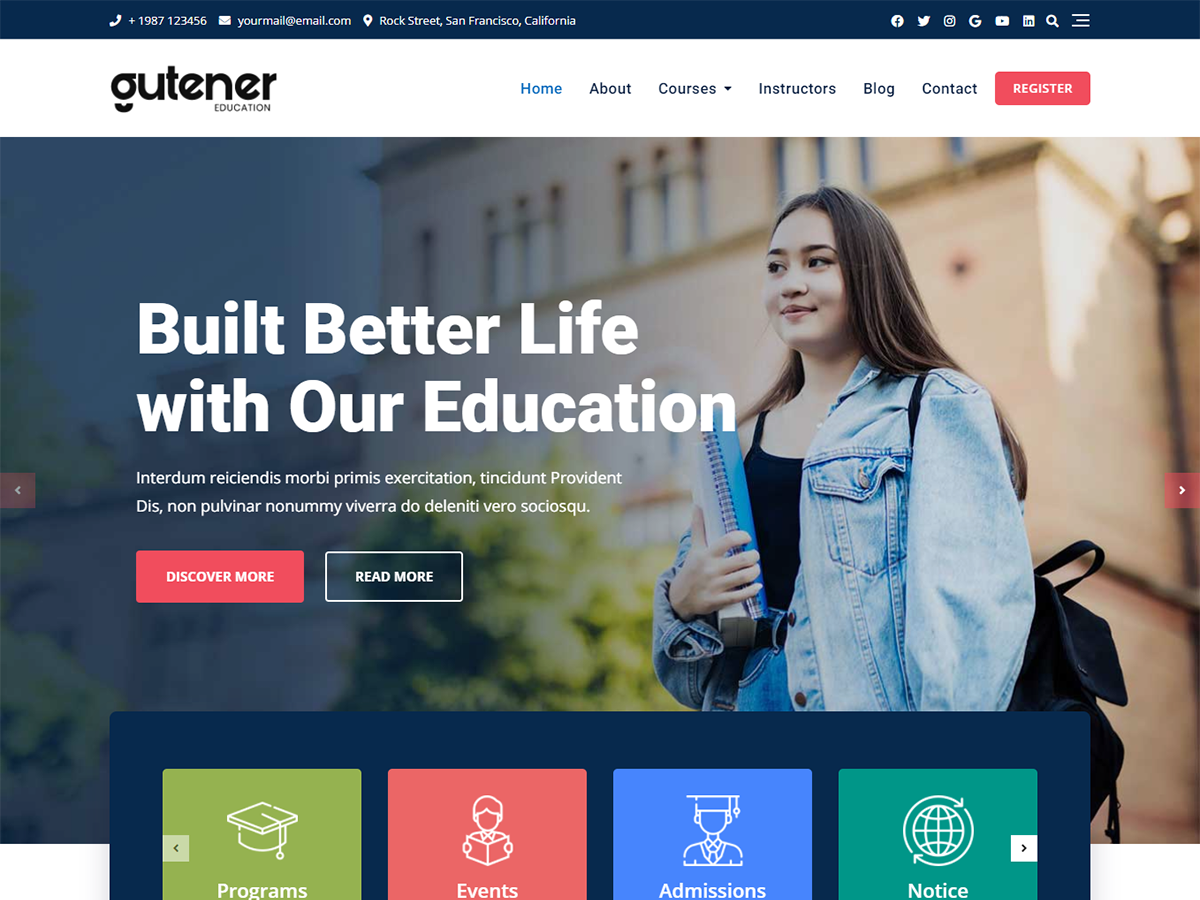 + 1987 123456 yourmail@email.com Rock Street, San Francisco, California
gutener
EDUCATION
Home About Courses Instructors Blog Contact REGISTER
Built Better Life
with Our Education
Interdum reiciendis morbi primis exercitation, tincidunt Provident
Dis, non pulvinar nonummy viverra do deleniti vero sociosqu.
DISCOVER MORE READ MORE
Programs Events Admissions Notice